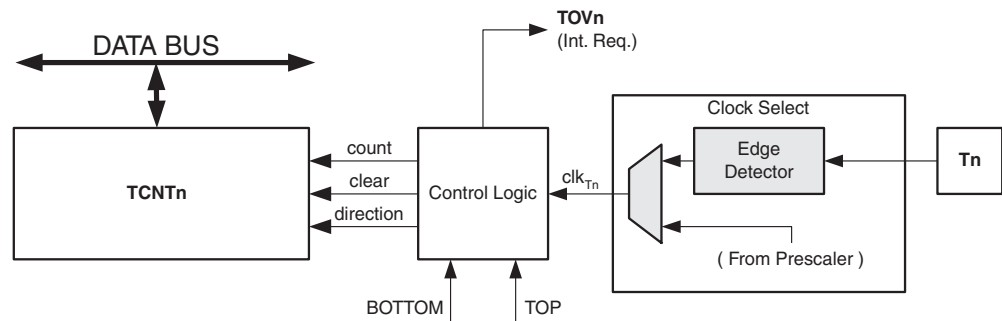 TOVn
(Int. Req.)
DATA BUS
Clock Select
count
Edge
Detector
Tn
TCNTn
clear
Control Logic
clkTn
direction
( From Prescaler )
BOTTOM
TOP